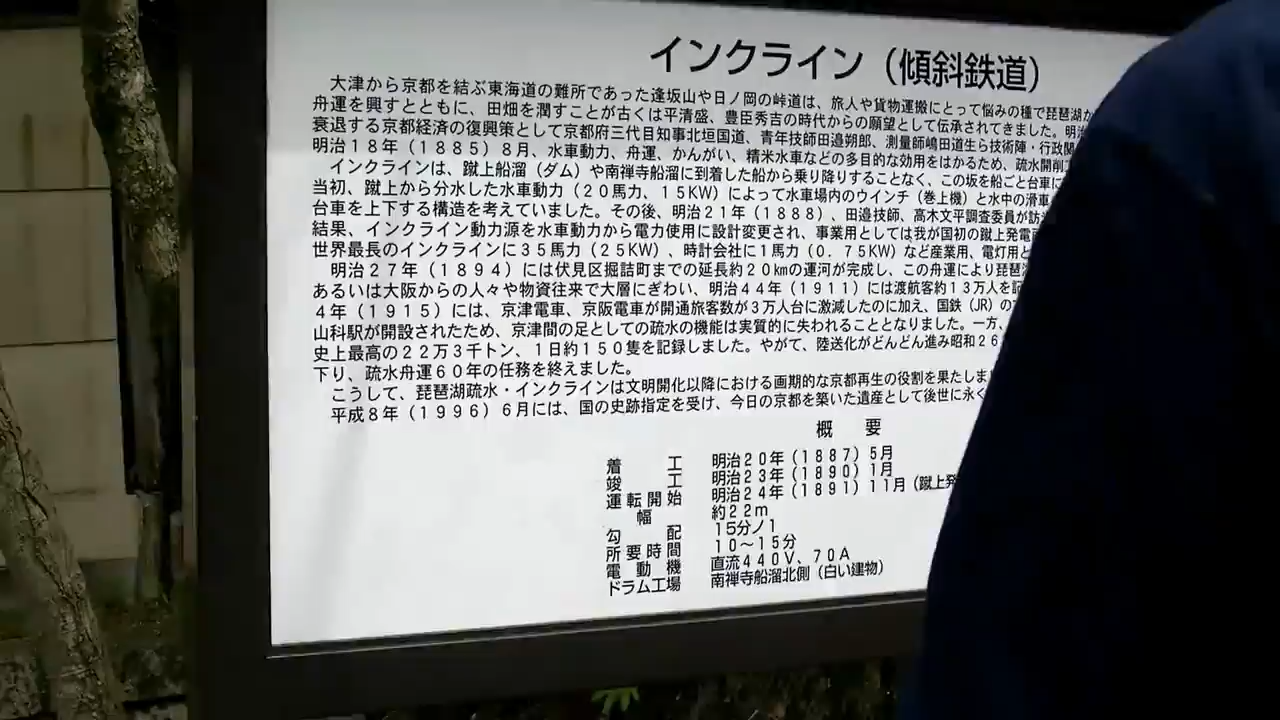 インクライン（傾斜鉄道）
大津から京都を結ぶ東海道の難所であった逢坂山や日ノ岡の峠道は、旅人や貨物運搬にとって悩みの種で琵琶湖か
舟運を興すとともに、田畑を潤すことが古くは平清盛、豊臣秀吉の時代からの願望として伝承されてきました。明治
衰退する京都経済の復興策として京都府三代目知事北垣国道、青年技師田邉朔郎、測量師嶋田道生ら技術陣・行政関
明治１８年（１８８５）８月、水車動力、舟運、かんがい、精米水車などの多目的な効用をはかるため、疏水開削工
インクラインは、蹴上船溜（ダム）や南禅寺船溜に到着した船から乗り降りすることなく、この坂を船ごと台車に
当初、蹴上から分水した水車動力（２０馬力、１５KW）によって水車場内のウインチ（巻上機）と水中の滑車
台車を上下する構造を考えていました。その後、明治２１年（１８８８）、田邉技師、高木文平調査委員が訪
結果、インクライン動力源を水車動力から電力使用に設計変更され、事業用としては我が国初の蹴上発電
世界最長のインクラインに３５馬力（２５KW）、時計会社に１馬力（０．７５KW）など産業用、電灯用と
明治２７年（１８９４）には伏見区堀詰町までの延長約２０㎞の運河が完成し、この舟運により琵琶湖
あるいは大阪からの人々や物資往来で大層にぎわい、明治４４年（１９１１）には渡航客約１３万人を記
４年（１９１５）には、京津電車、京阪電車が開通旅客数が３万人台に激減したのに加え、国鉄（JR）の
山科駅が開設されたため、京津間の足としての疏水の機能は実質的に失われることとなりました。一方、
史上最高の２２万３千トン、１日約１５０隻を記録しました。やがて、陸送化がどんどん進み昭和２６
下り、疏水舟運６０年の任務を終えました。
こうして、琵琶湖疏水・インクラインは文明開化以降における画期的な京都再生の役割を果たしま
平成８年（１９９６）６月には、国の史跡指定を受け、今日の京都を築いた遺産として後世に永く
概　要
着　工　明治２０年（１８８７）５月
竣　工　明治２３年（１８９０）１月
運転開始　明治２４年（１８９１）１１月（蹴上発
幅　約２２ｍ
勾　配　１５分ノ１
所要時間　１０～１５分
電動機　直流４４０V、７０A
ドラム工場　南禅寺船溜北側（白い建物）